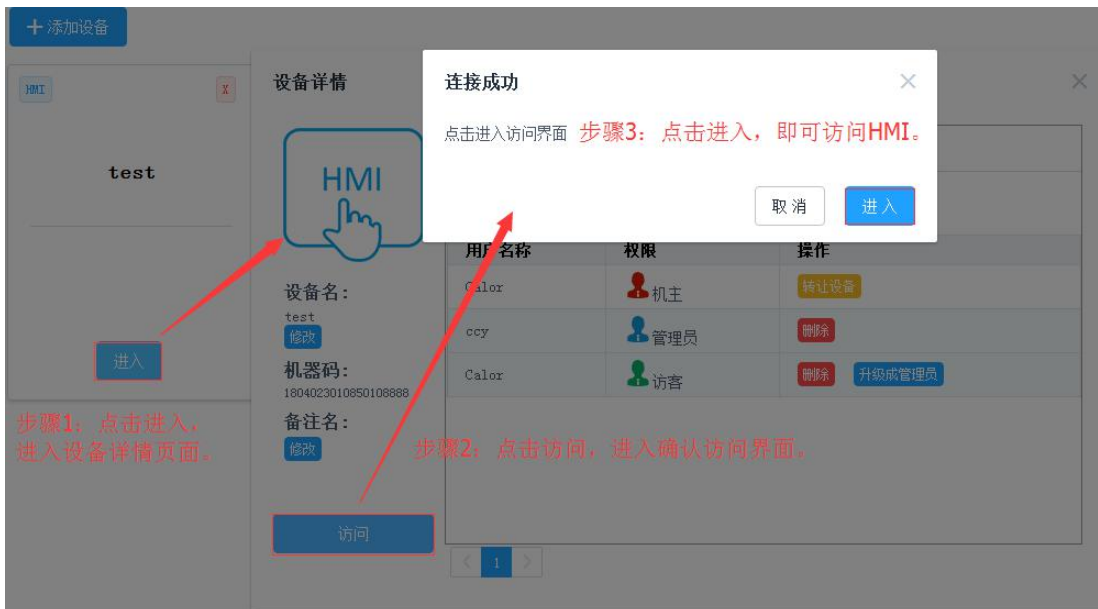 + 添加设备
HMI
X
test
进入
步骤1：点击进入，
进入设备详情页面。
设备详情
HMI
设备名：
test
修改
机器码：
1804023010850108888
备注名：
修改
访问
连接成功
点击进入访问界面 步骤3：点击进入，即可访问HMI。
取消 进入
用户名称 权限 操作
Calor 机主 转让设备
ccy 管理员 删除
Calor 访客 删除 升级成管理员
步骤2：点击访问，进入确认访问界面。
< 1 >